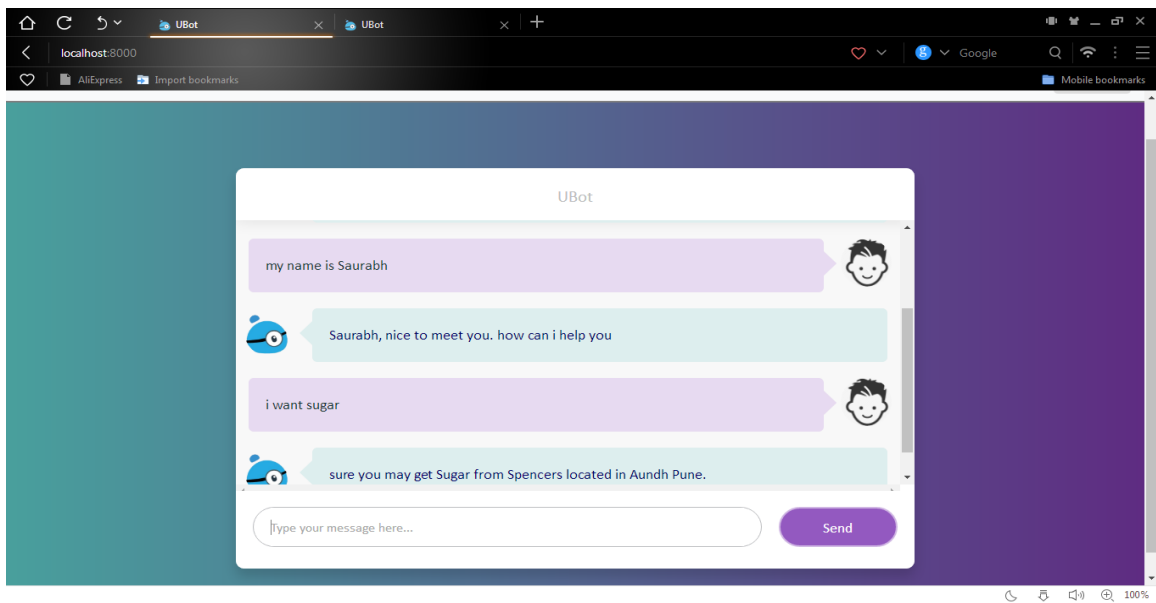 UBot
UBot
localhost:8000
Google
AliExpress
Import bookmarks
Mobile bookmarks
UBot
my name is Saurabh
Saurabh, nice to meet you. how can i help you
i want sugar
sure you may get Sugar from Spencers located in Aundh Pune.
Type your message here...
Send
100%